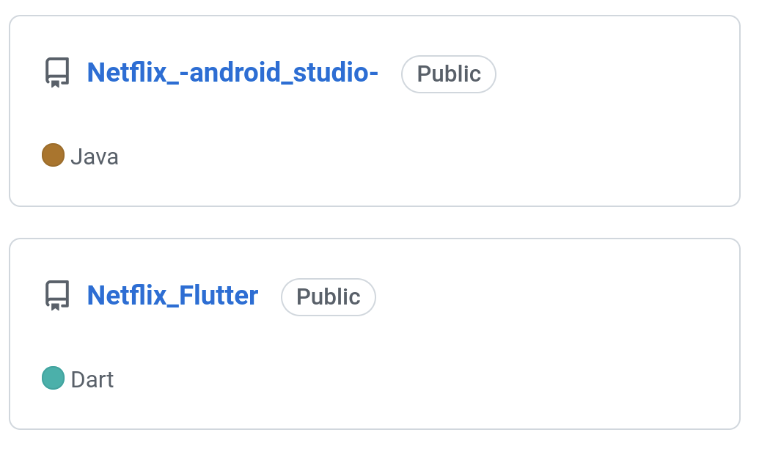 Netflix_-android_studio- Public
Java
Netflix_Flutter Public
Dart